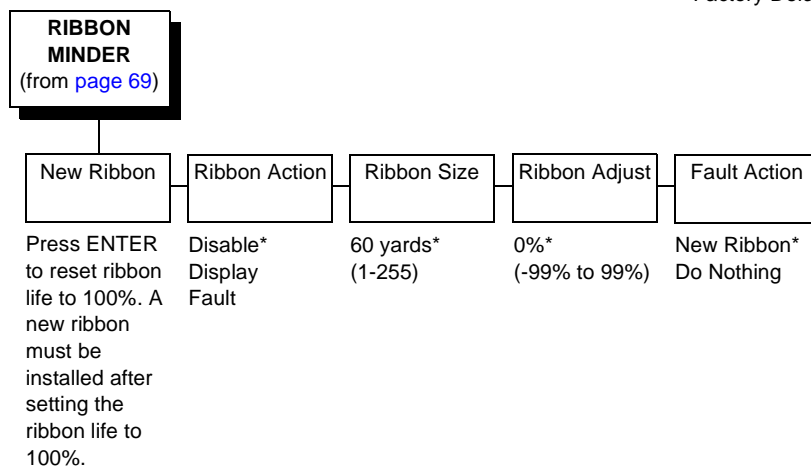 RIBBON
MINDER
(from page 69)
New Ribbon
Ribbon Action
Ribbon Size
Ribbon Adjust
Fault Action
Press ENTER
to reset ribbon
life to 100%. A
new ribbon
must be
installed after
setting the
ribbon life to
100%.
Disable*
Display
Fault
60 yards*
(1-255)
0%*
(-99% to 99%)
New Ribbon*
Do Nothing